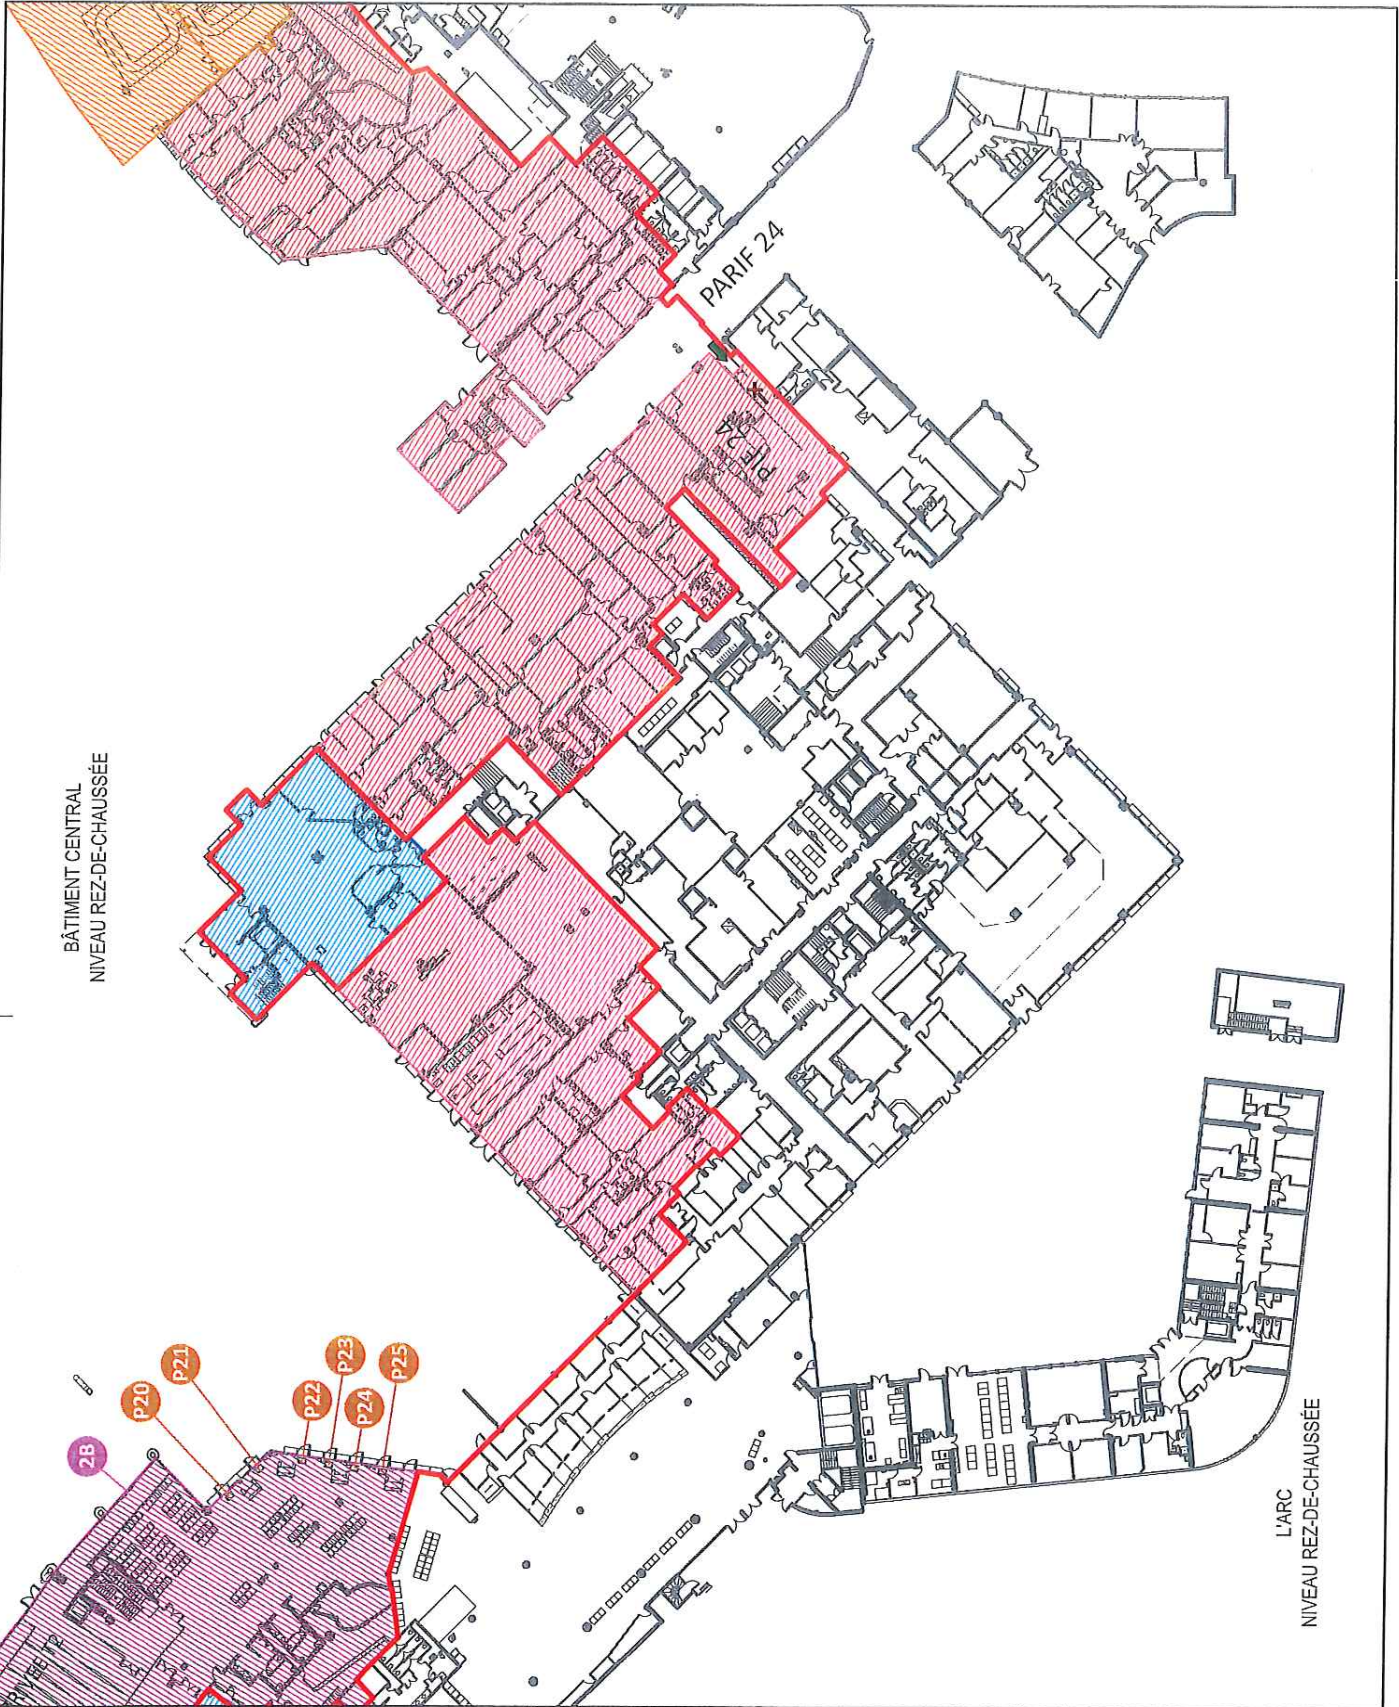 BÂTIMENT CENTRAL
NIVEAU REZ-DE-CHAUSSÉE
PARIF 24
PIF 24
2B
P20
P21
P22
P23
P24
P25
L'ARC
NIVEAU REZ-DE-CHAUSSÉE